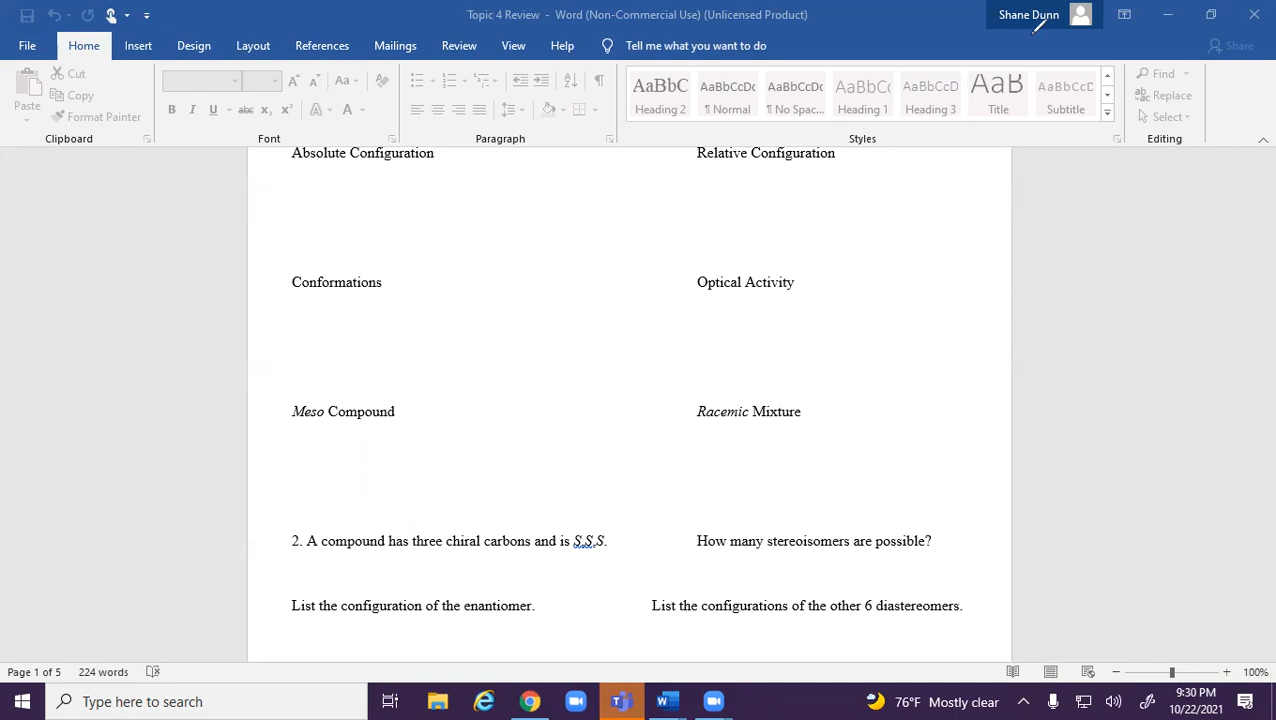 Topic 4 Review - Word (Non-Commercial Use) (Unlicensed Product)
Shane Dunn
File Home Insert Design Layout References Mailings Review View Help Tell me what you want to do
Share
Paste
Cut
Copy
Format Painter
Clipboard
Aa
B I U abc x₂ x² A A
Font
Paragraph
AaBbC AaBbCcDc AaBbCcDc AaBbCc AaBbCcD AaB AaBbCcD
Heading 2 ¶ Normal ¶ No Spac... Heading 1 Heading 3 Title Subtitle
Styles
Find
Replace
Select
Editing
Absolute Configuration Relative Configuration
Conformations Optical Activity
Meso Compound Racemic Mixture
2. A compound has three chiral carbons and is S,S,S. How many stereoisomers are possible?
List the configuration of the enantiomer. List the configurations of the other 6 diastereomers.
Page 1 of 5 224 words
100%
Type here to search
76°F Mostly clear
9:30 PM
10/22/2021